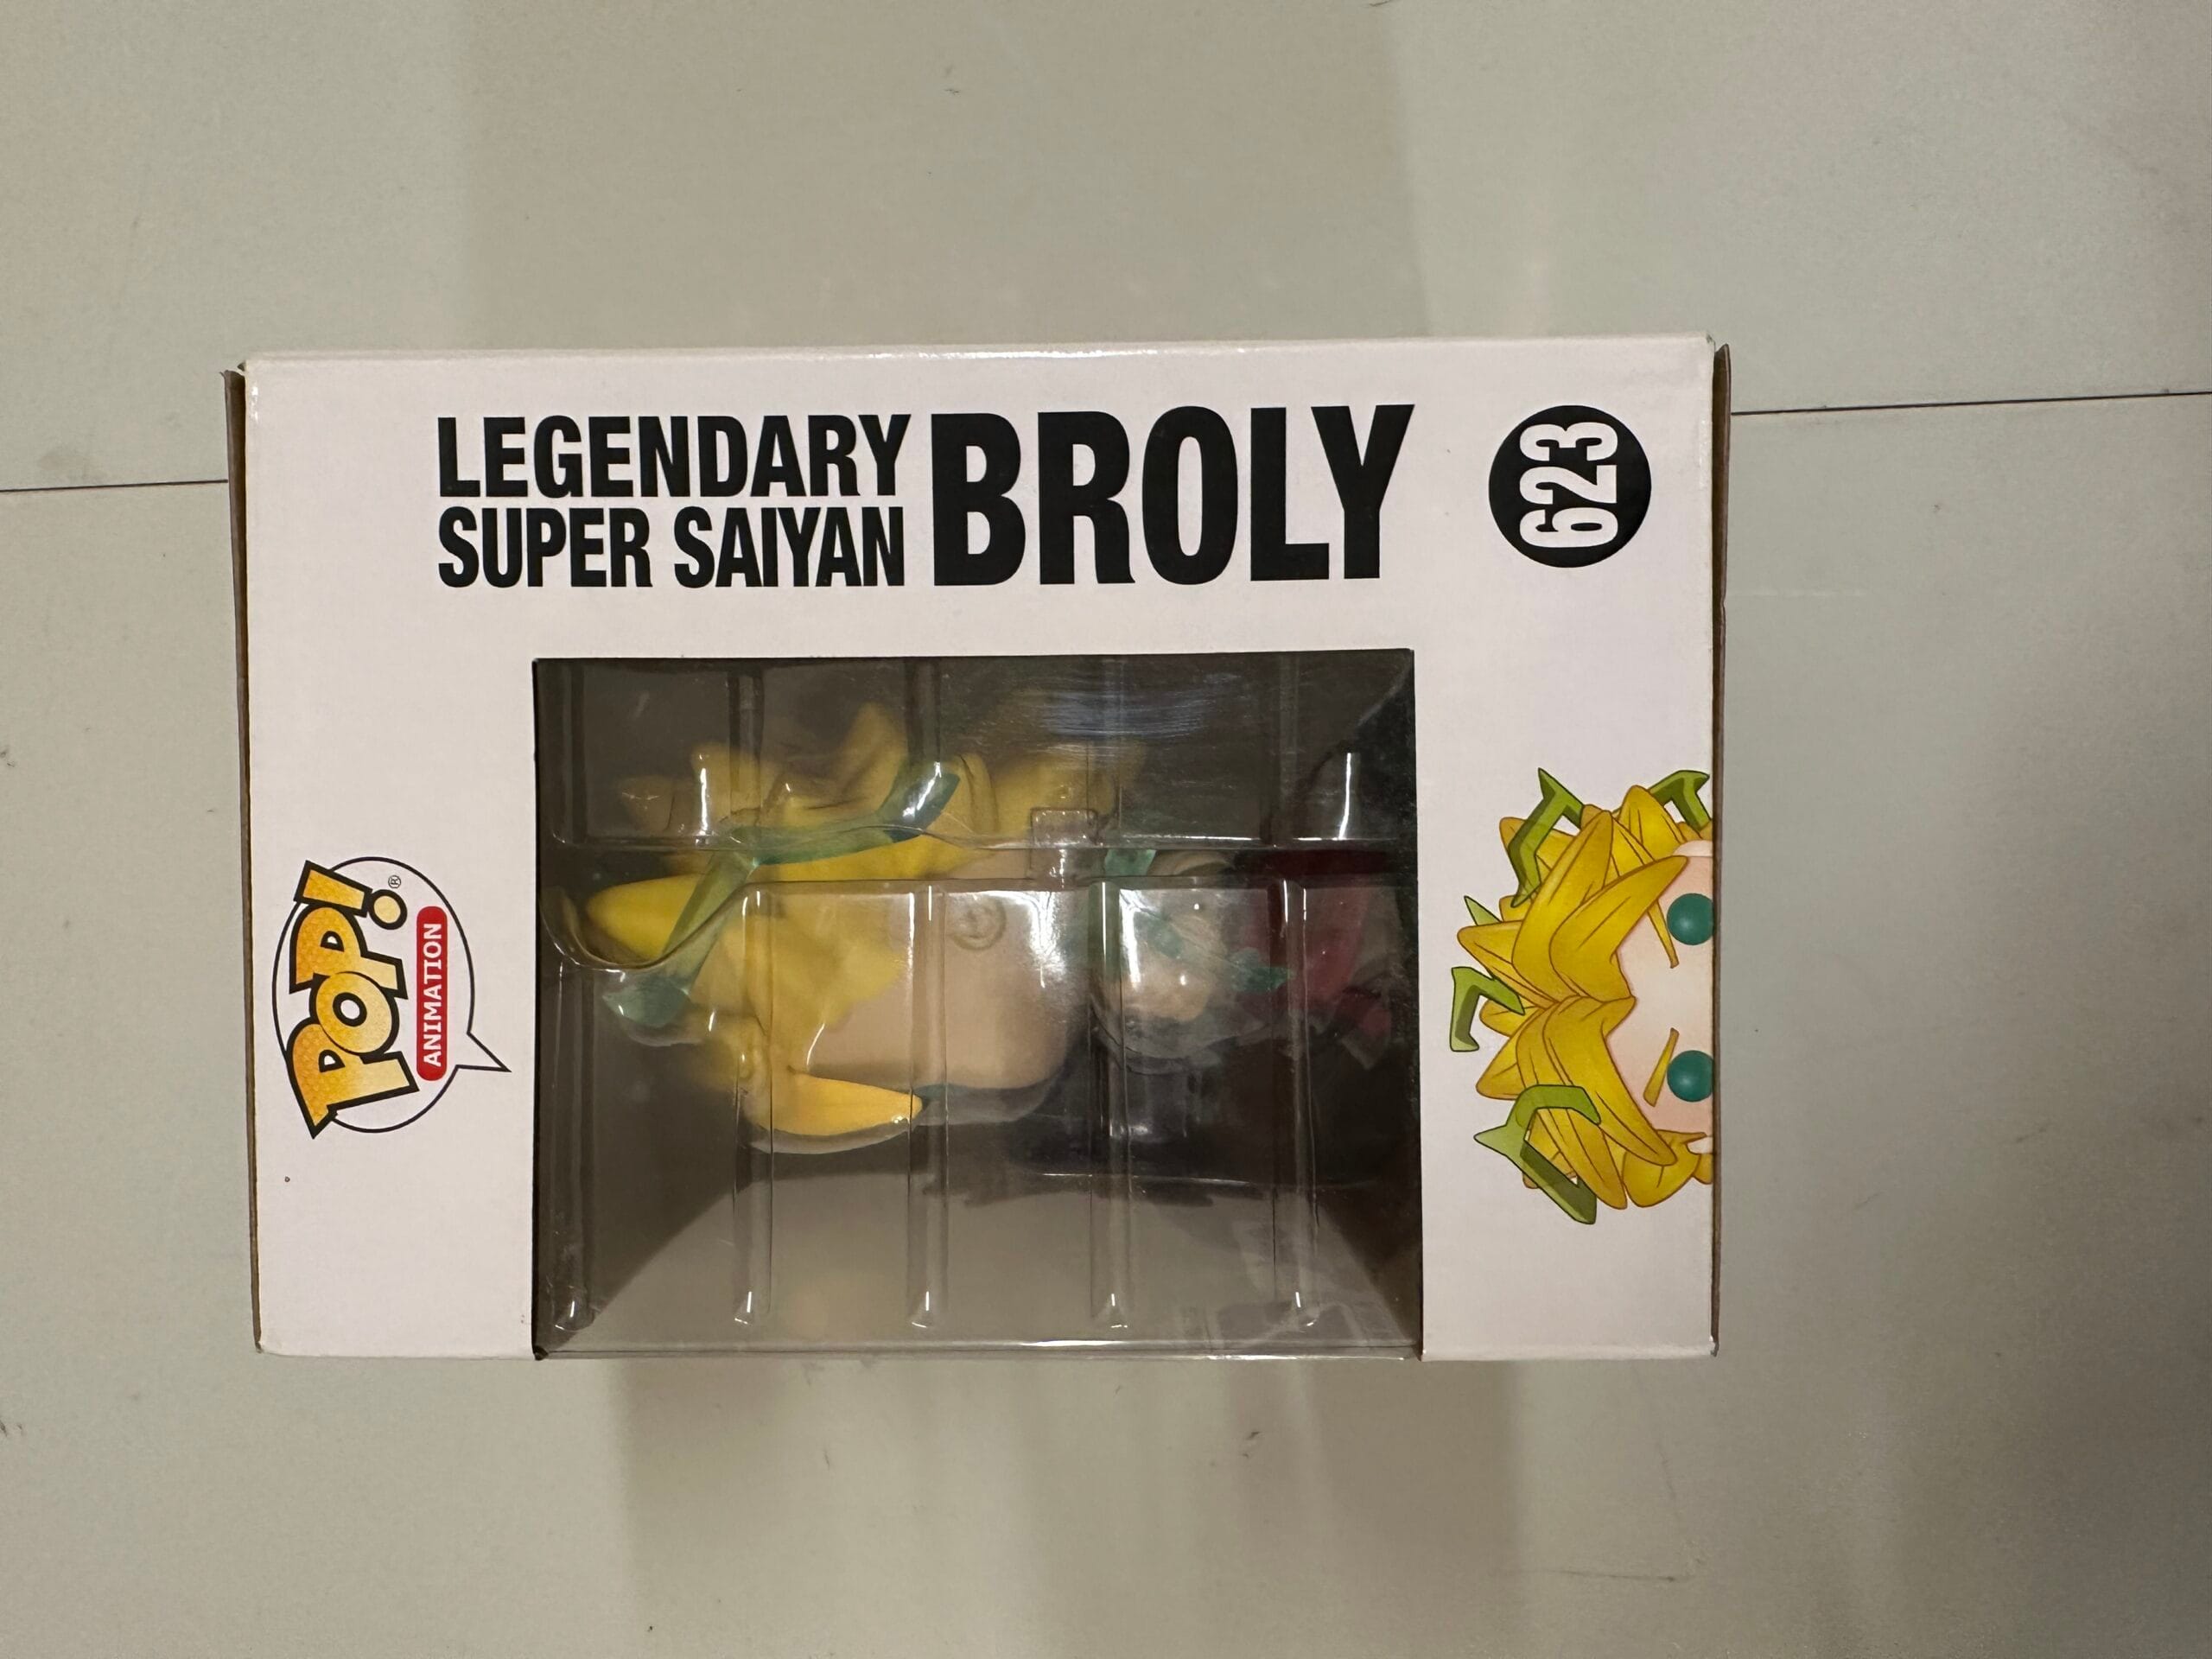 LEGENDARY
SUPER SAIYAN
BROLY
623
POP!
®
ANIMATION